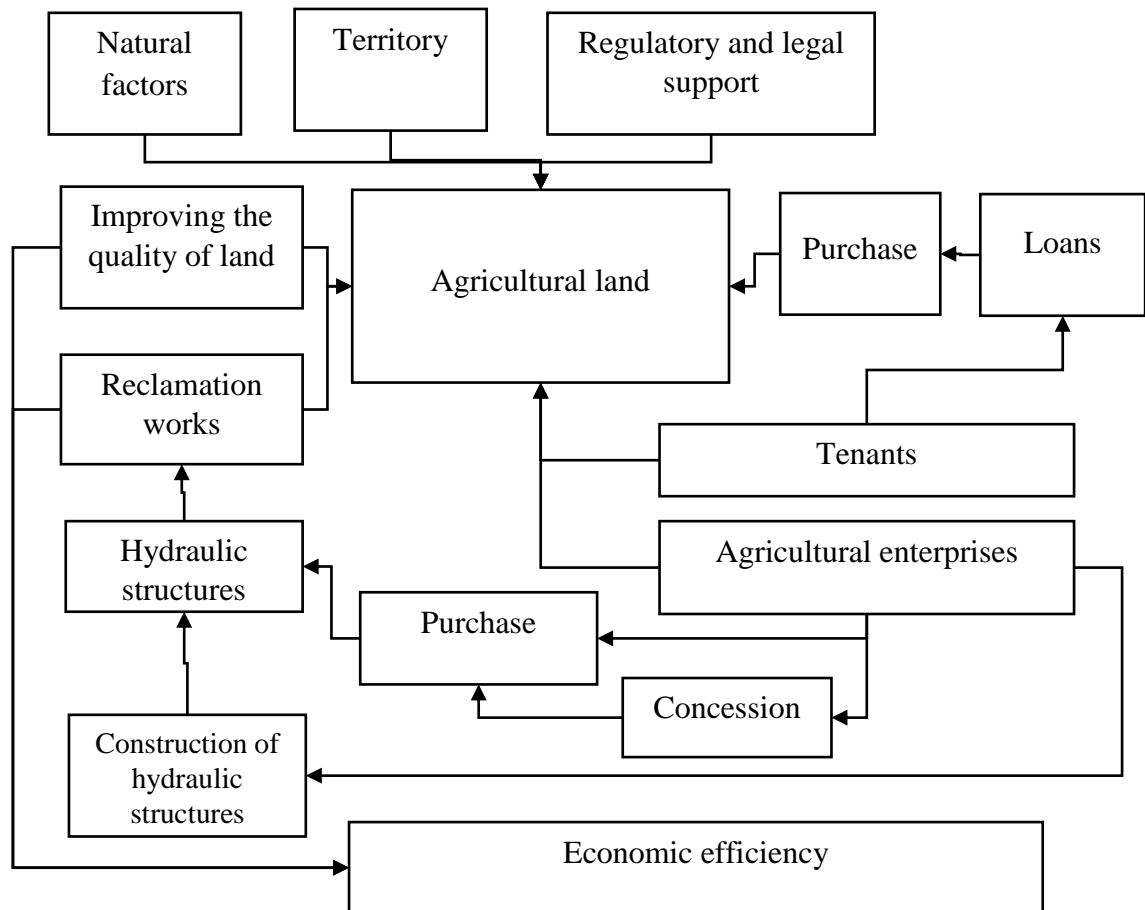 Natural
factors
Territory
Regulatory and legal
support
Improving the
quality of land
Agricultural land
Purchase
Loans
Reclamation
works
Tenants
Hydraulic
structures
Agricultural enterprises
Purchase
Concession
Construction of
hydraulic
structures
Economic efficiency